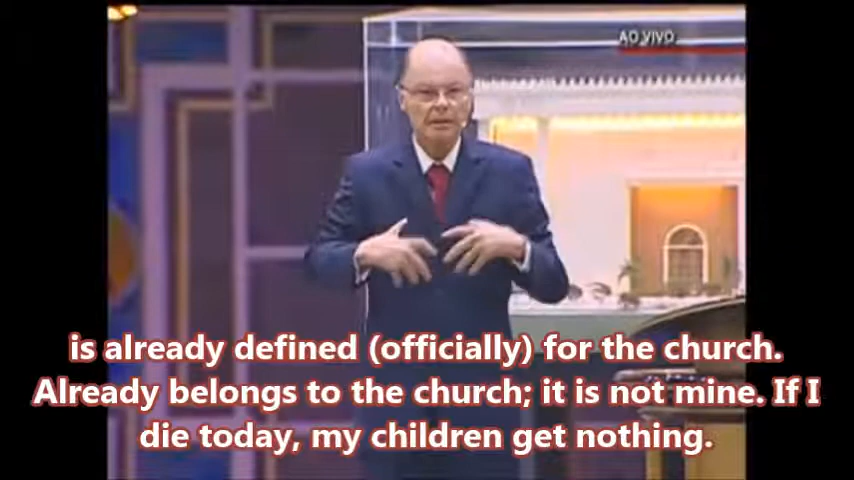 AO VIVO
is already defined (officially) for the church.
Already belongs to the church; it is not mine. If I
die today, my children get nothing.